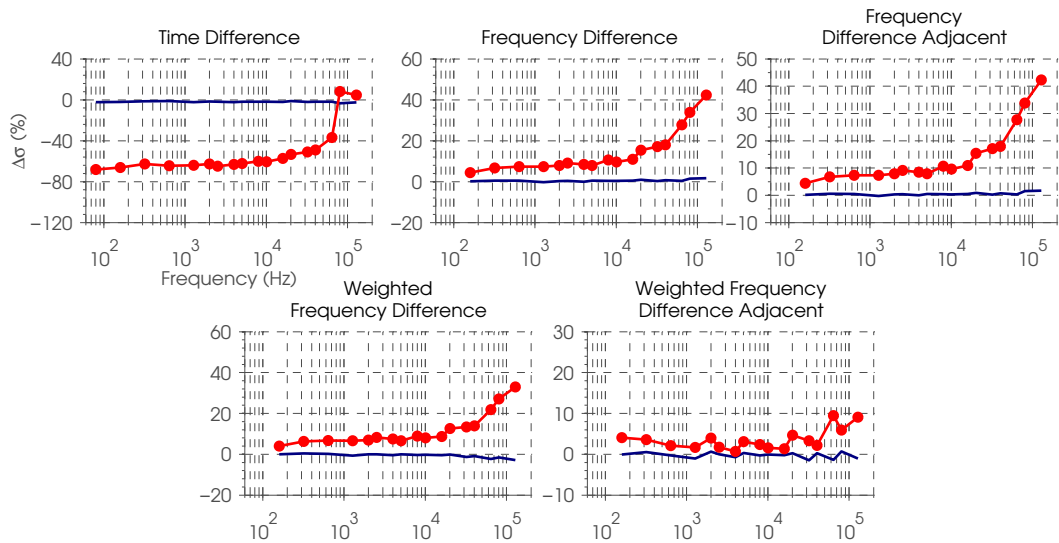 Time Difference
Frequency Difference
Frequency
Difference Adjacent
40
0
−40
−80
−120
Δσ (%)
10² 10³ 10⁴ 10⁵
Frequency (Hz)
60
40
20
0
−20
10² 10³ 10⁴ 10⁵
50
40
30
20
10
0
−10
10² 10³ 10⁴ 10⁵
Weighted
Frequency Difference
60
40
20
0
−20
10² 10³ 10⁴ 10⁵
Weighted Frequency
Difference Adjacent
30
20
10
0
−10
10² 10³ 10⁴ 10⁵